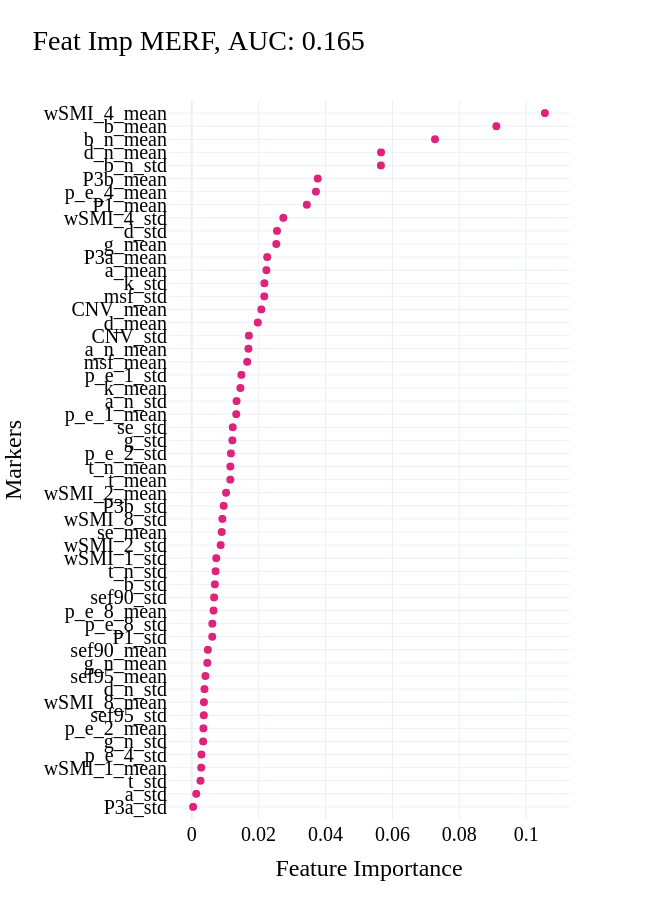 Feat Imp MERF, AUC: 0.165
wSMI_4_mean
b_mean
b_n_mean
d_n_mean
b_n_std
P3b_mean
p_e_4_mean
P1_mean
wSMI_4_std
d_std
g_mean
P3a_mean
a_mean
k_std
msf_std
CNV_mean
d_mean
CNV_std
a_n_mean
msf_mean
p_e_1_std
k_mean
a_n_std
p_e_1_mean
se_std
g_std
p_e_2_std
t_n_mean
t_mean
wSMI_2_mean
P3b_std
wSMI_8_std
se_mean
wSMI_2_std
wSMI_1_std
t_n_std
b_std
sef90_std
p_e_8_mean
p_e_8_std
P1_std
sef90_mean
g_n_mean
sef95_mean
d_n_std
wSMI_8_mean
sef95_std
p_e_2_mean
g_n_std
p_e_4_std
wSMI_1_mean
t_std
a_std
P3a_std
Markers
0 0.02 0.04 0.06 0.08 0.1
Feature Importance